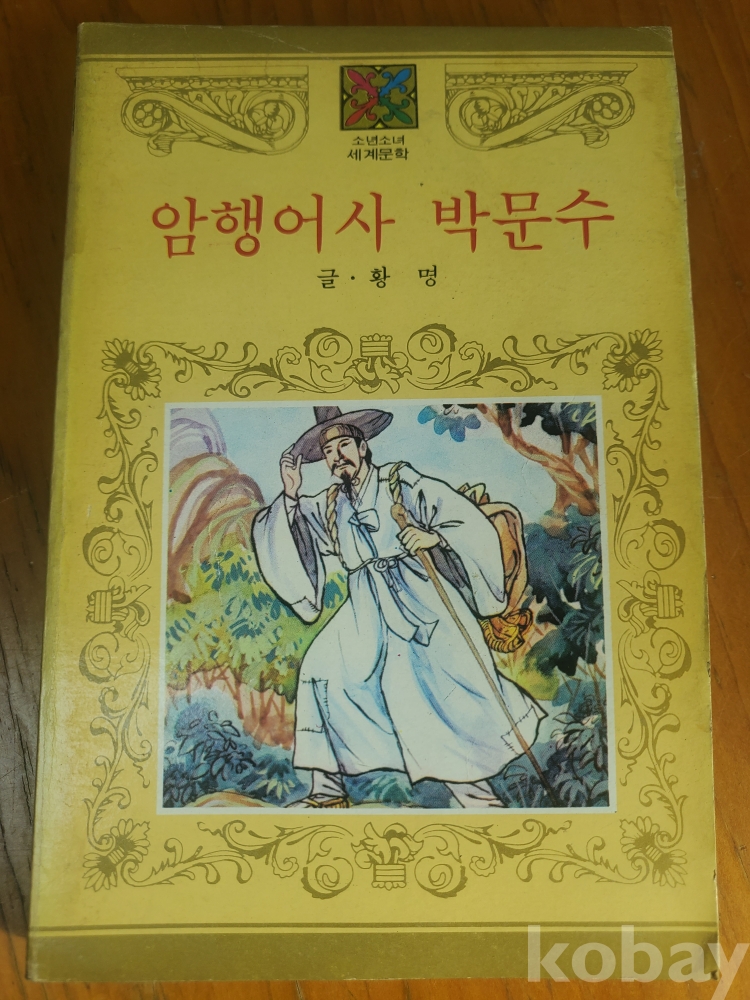 소년소녀
세계문학
암행어사 박문수
글·황 명
kobay